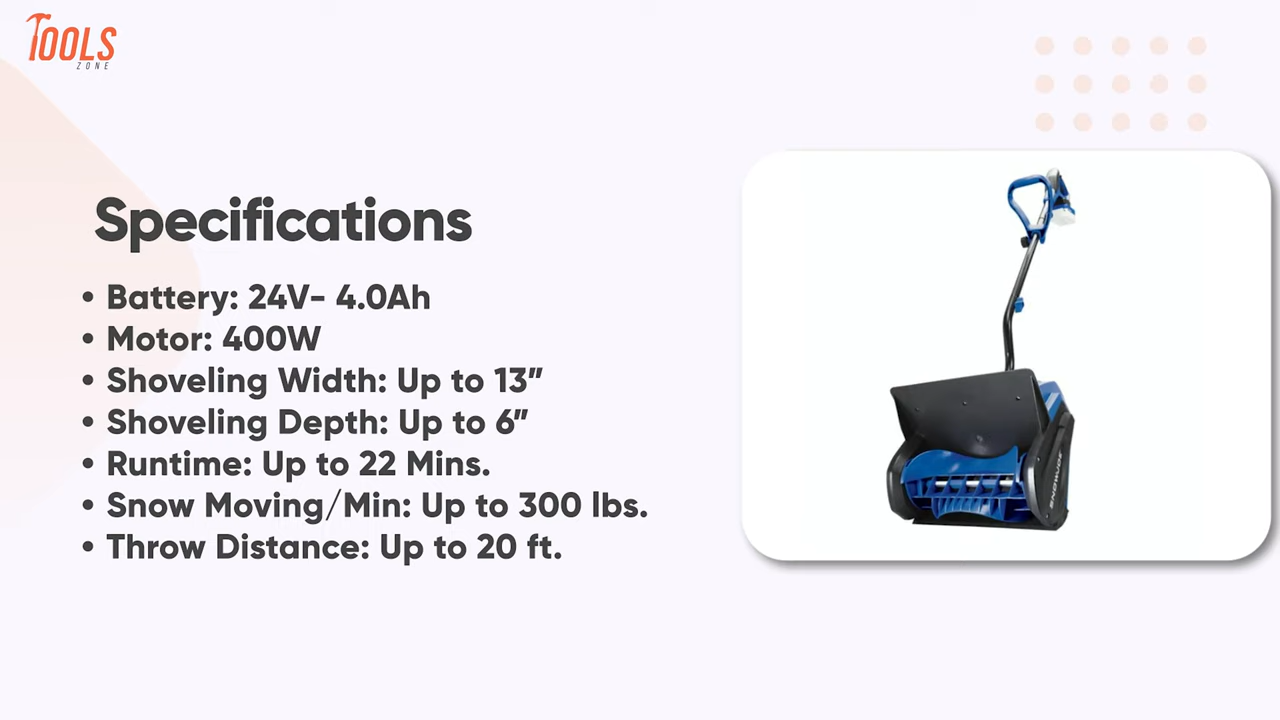 TOOLS
ZONE
Specifications
• Battery: 24V- 4.0Ah
• Motor: 400W
• Shoveling Width: Up to 13”
• Shoveling Depth: Up to 6”
• Runtime: Up to 22 Mins.
• Snow Moving/Min: Up to 300 lbs.
• Throw Distance: Up to 20 ft.
SNOWJOE